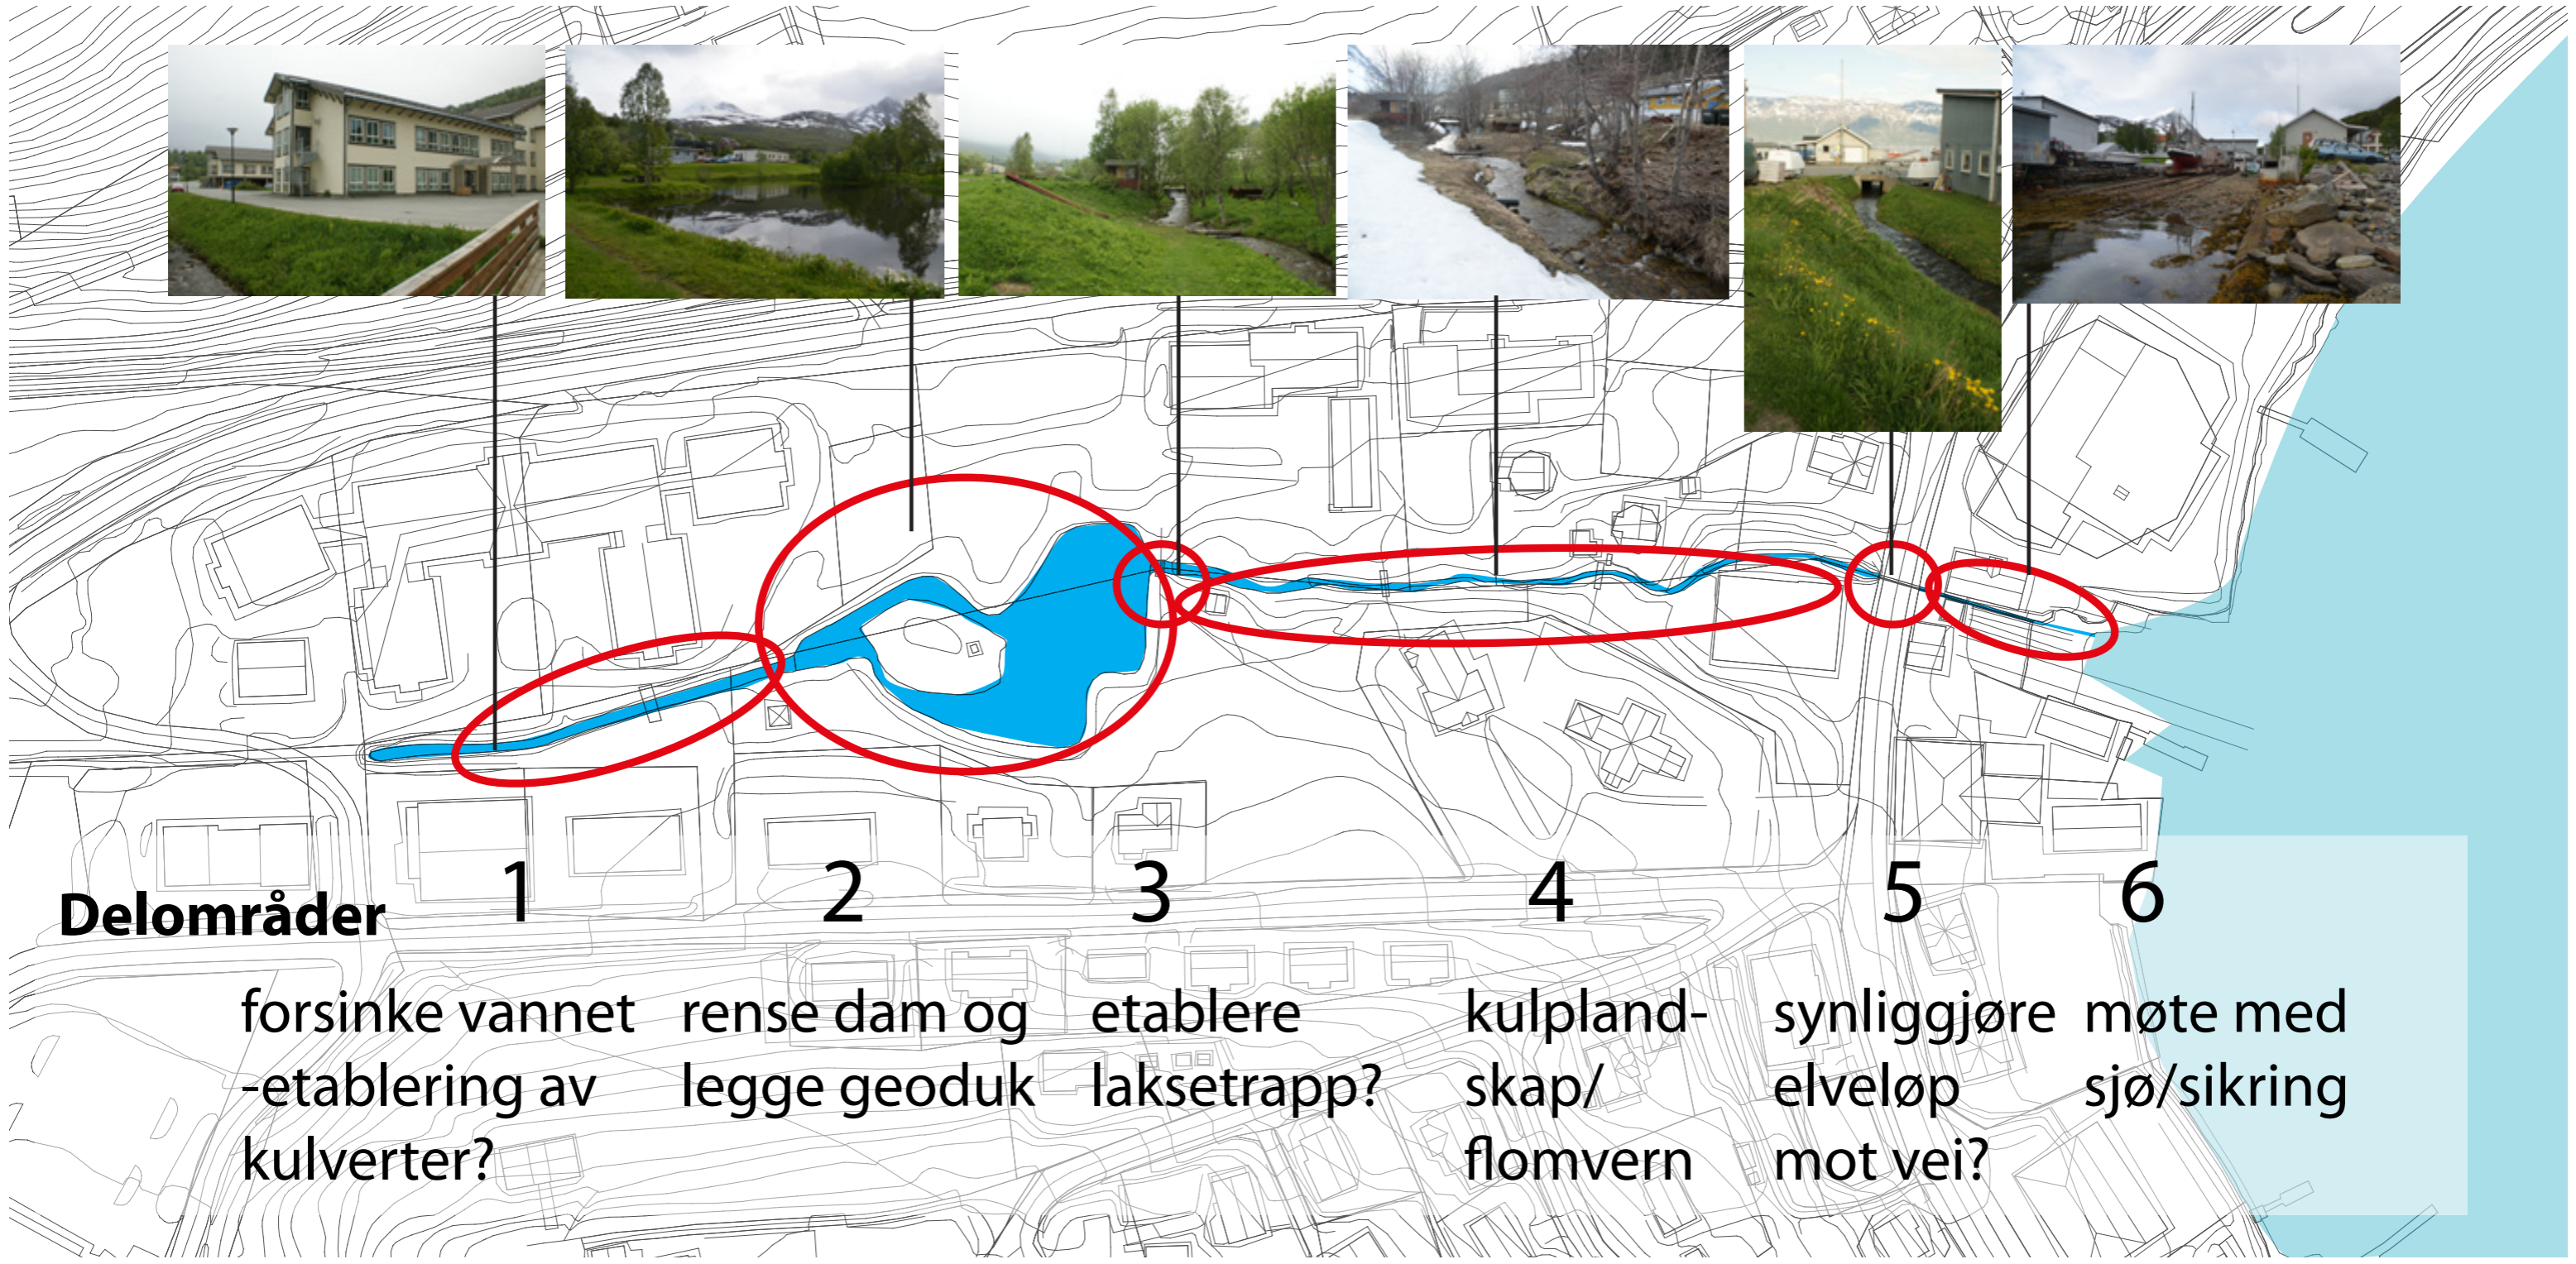 1
2
3
4
5
6
Delområder
forsinke vannet
-etablering av
kulverter?
rense dam og
legge geoduk
etablere
laksetrapp?
kulpland-
skap/
flomvern
synliggjøre
elveløp
mot vei?
møte med
sjø/sikring